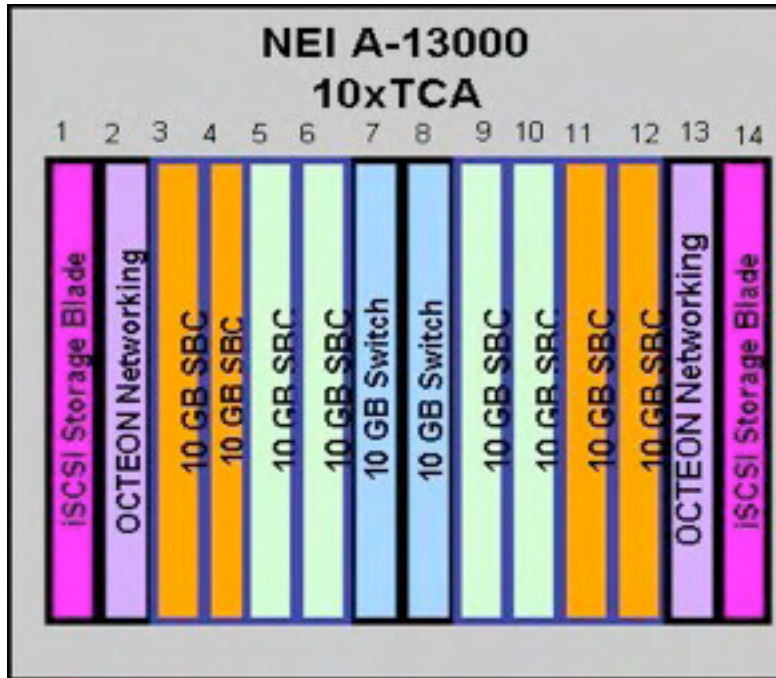 NEI A-13000
10xTCA
1 2 3 4 5 6 7 8 9 10 11 12 13 14
iSCSI Storage Blade
OCTEON Networking
10 GB SBC
10 GB SBC
10 GB SBC
10 GB SBC
10 GB Switch
10 GB Switch
10 GB SBC
10 GB SBC
10 GB SBC
10 GB SBC
OCTEON Networking
iSCSI Storage Blade